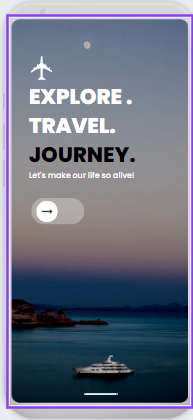 EXPLORE .
TRAVEL.
JOURNEY.
Let's make our life so alive!